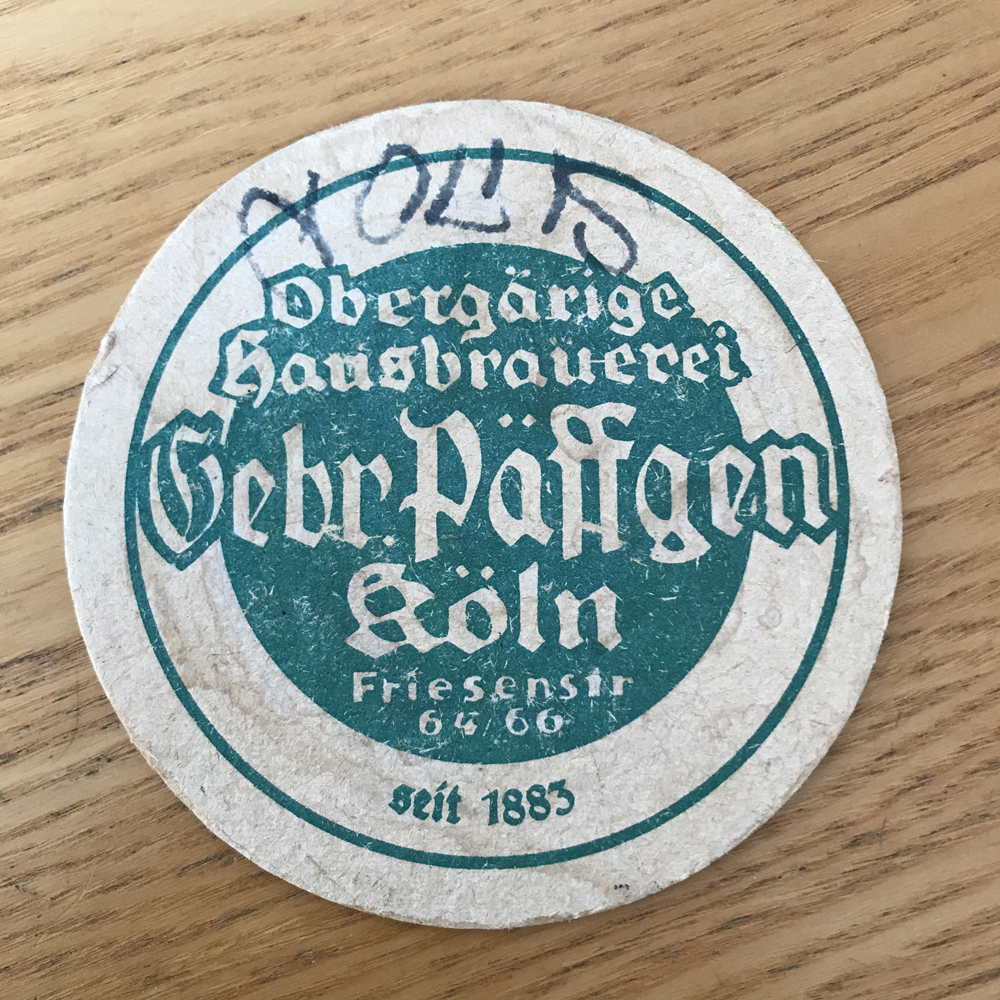 Obergärige
Hausbrauerei
Gebr. Päffgen
Köln
Friesenstr
64/66
seit 1883